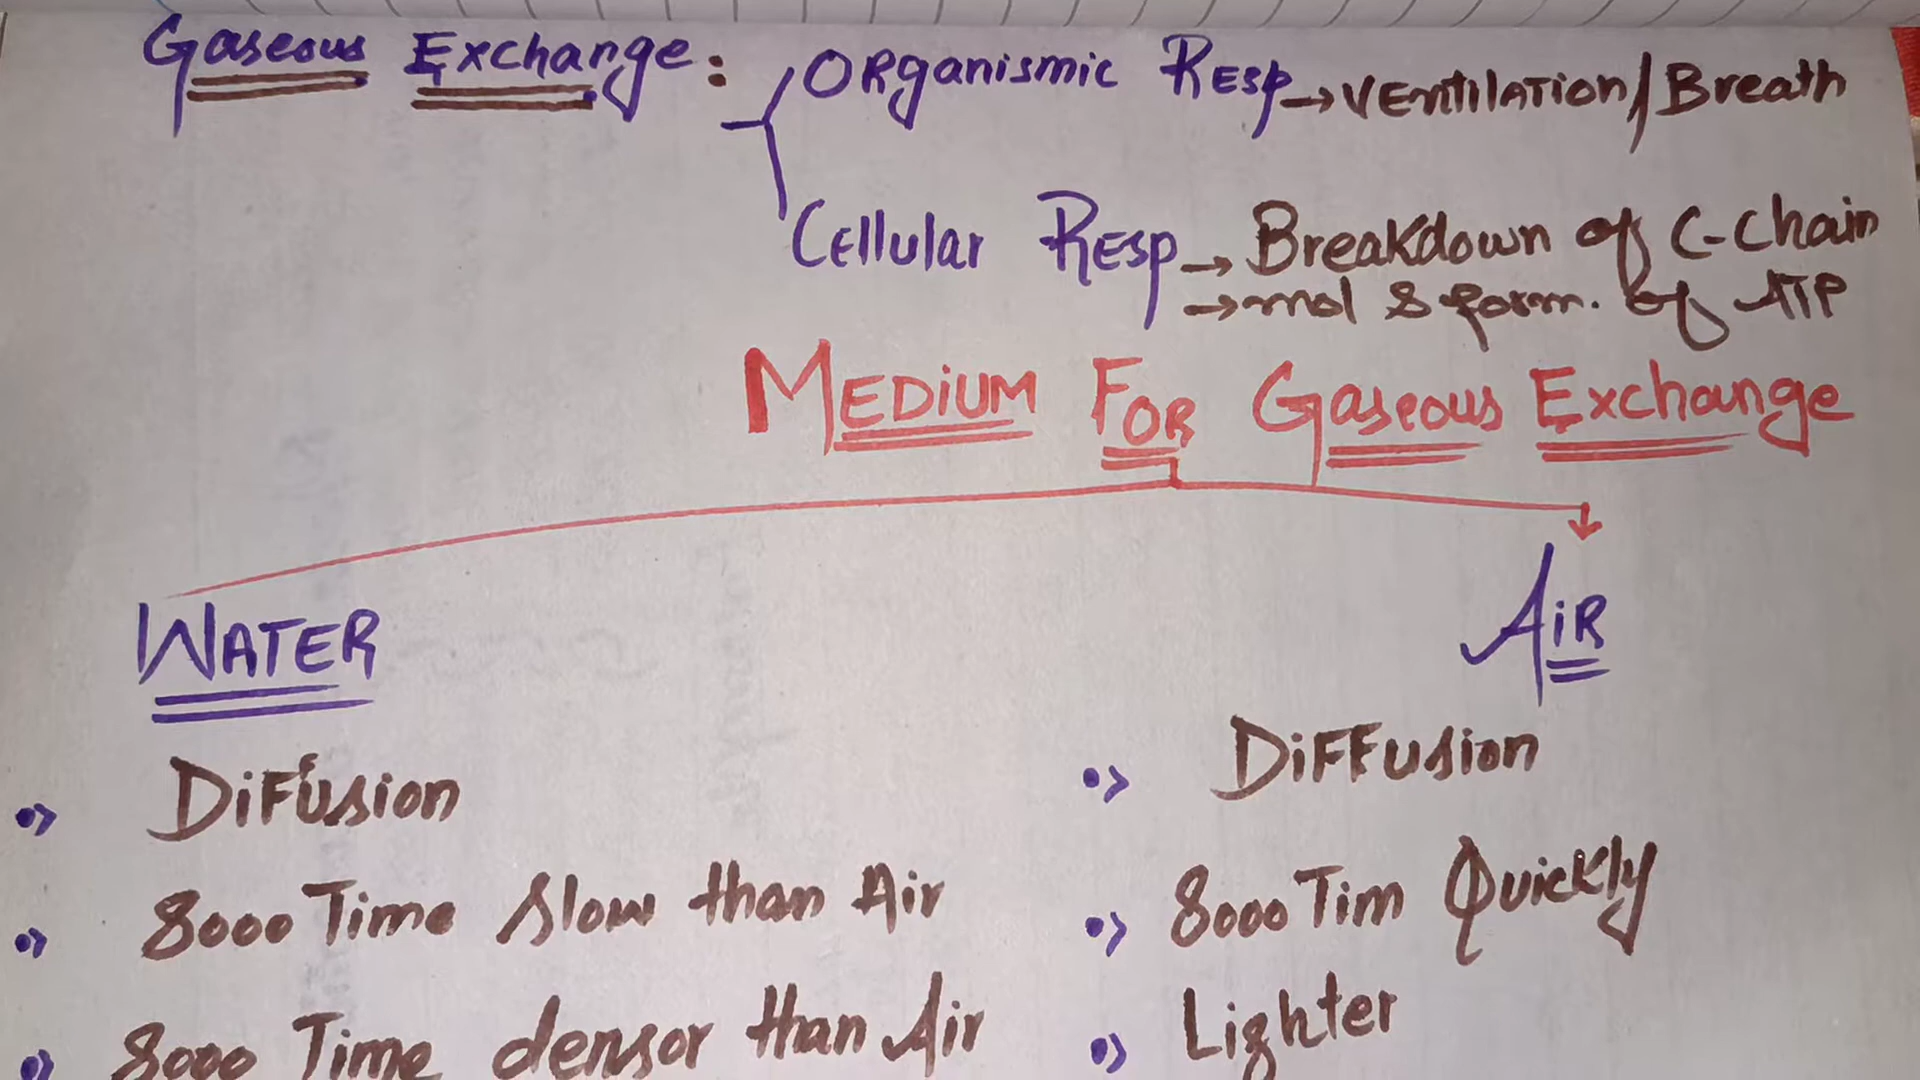 Gaseous Exchange: Organismic Resp → Ventilation/Breath
Cellular Resp → Breakdown of C-Chain
→ mol & form. of ATP
Medium For Gaseous Exchange
Water
Air
Difusion
Diffusion
8000 Time slow than Air
8000 Tim Quickly
8000 Time densor than Air
Lighter